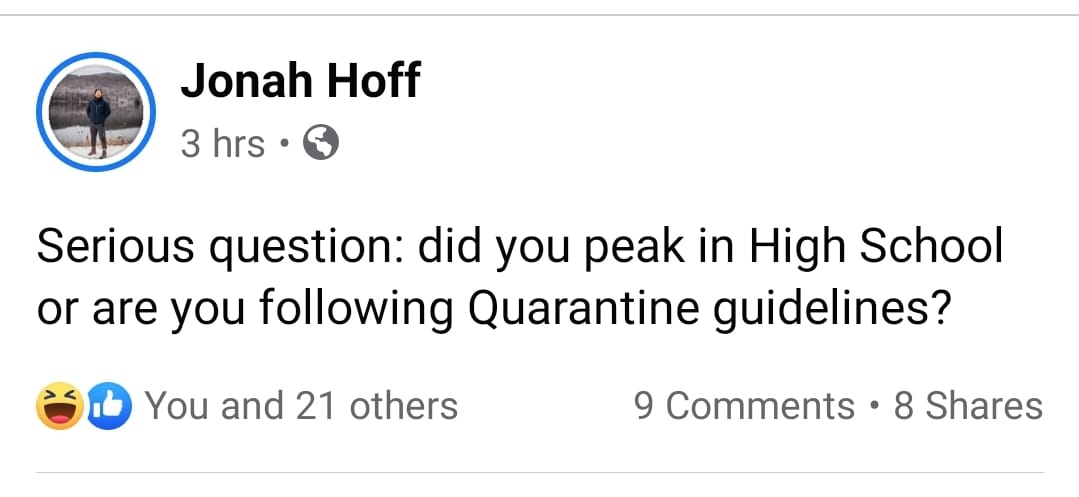 Jonah Hoff
3 hrs •
Serious question: did you peak in High School
or are you following Quarantine guidelines?
You and 21 others 9 Comments • 8 Shares